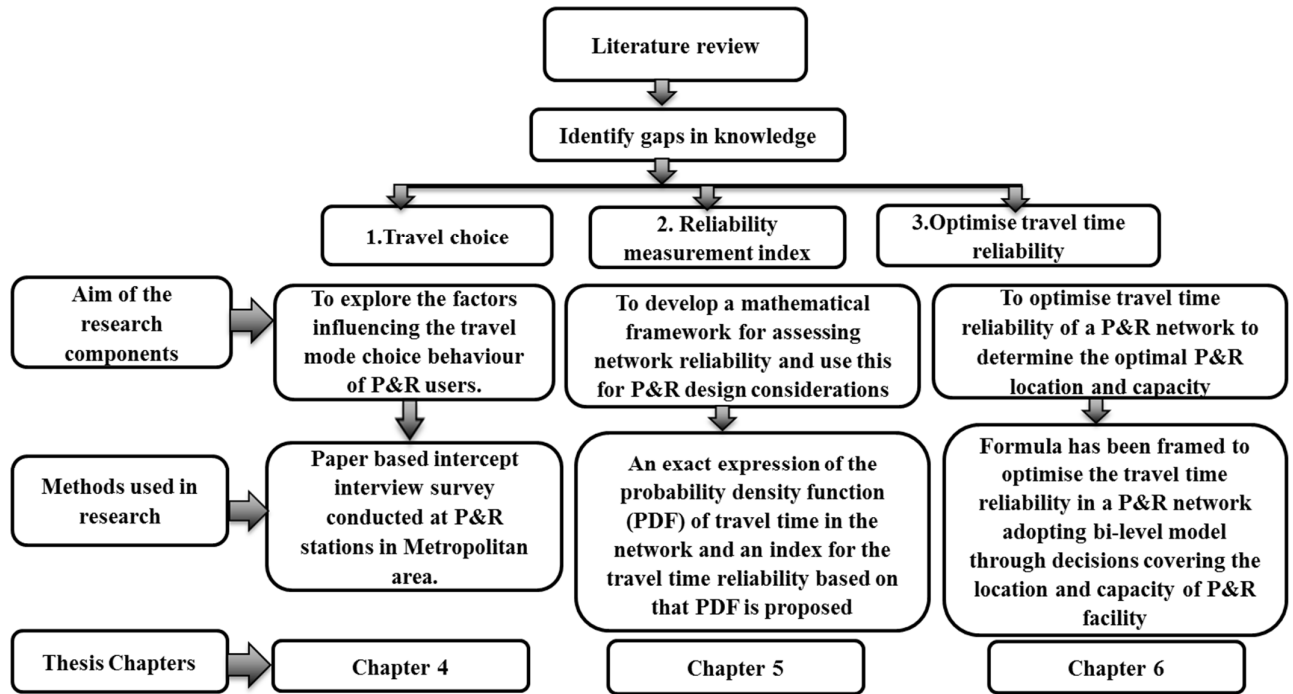 Literature review
Identify gaps in knowledge
1.Travel choice
2. Reliability
measurement index
3.Optimise travel time
reliability
Aim of the
research
components
To explore the factors
influencing the travel
mode choice behaviour
of P&R users.
To develop a mathematical
framework for assessing
network reliability and use this
for P&R design considerations
To optimise travel time
reliability of a P&R network to
determine the optimal P&R
location and capacity
Methods used in
research
Paper based intercept
interview survey
conducted at P&R
stations in Metropolitan
area.
An exact expression of the
probability density function
(PDF) of travel time in the
network and an index for the
travel time reliability based on
that PDF is proposed
Formula has been framed to
optimise the travel time
reliability in a P&R network
adopting bi-level model
through decisions covering the
location and capacity of P&R
facility
Thesis Chapters
Chapter 4
Chapter 5
Chapter 6